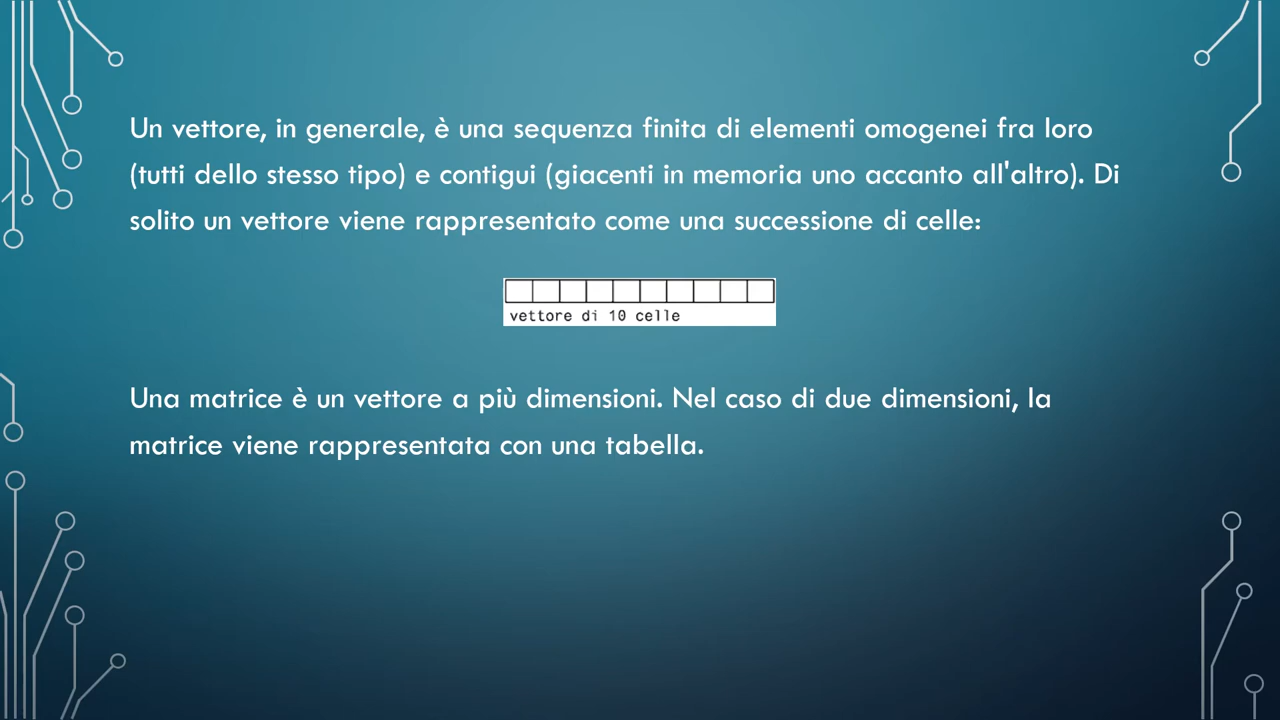 Un vettore, in generale, è una sequenza finita di elementi omogenei fra loro
(tutti dello stesso tipo) e contigui (giacenti in memoria uno accanto all'altro). Di
solito un vettore viene rappresentato come una successione di celle:
vettore di 10 celle
Una matrice è un vettore a più dimensioni. Nel caso di due dimensioni, la
matrice viene rappresentata con una tabella.